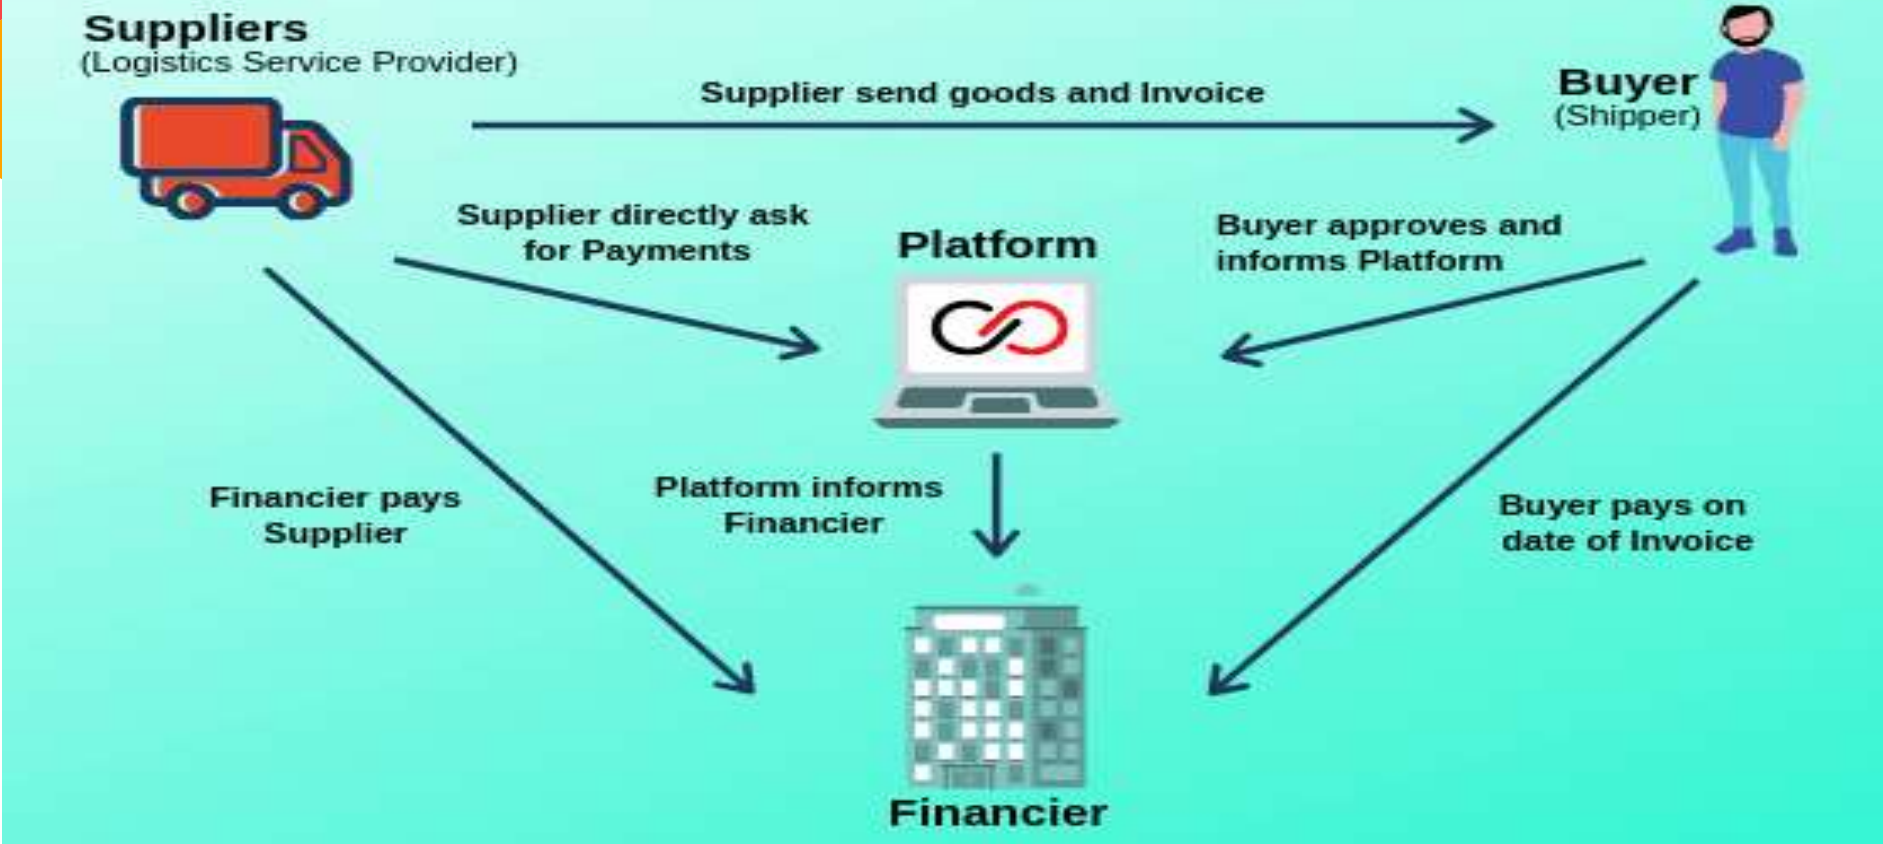 Suppliers
(Logistics Service Provider)
Supplier send goods and Invoice
Buyer
(Shipper)
Supplier directly ask
for Payments
Platform
Buyer approves and
informs Platform
Financier pays
Supplier
Platform informs
Financier
Buyer pays on
date of Invoice
Financier